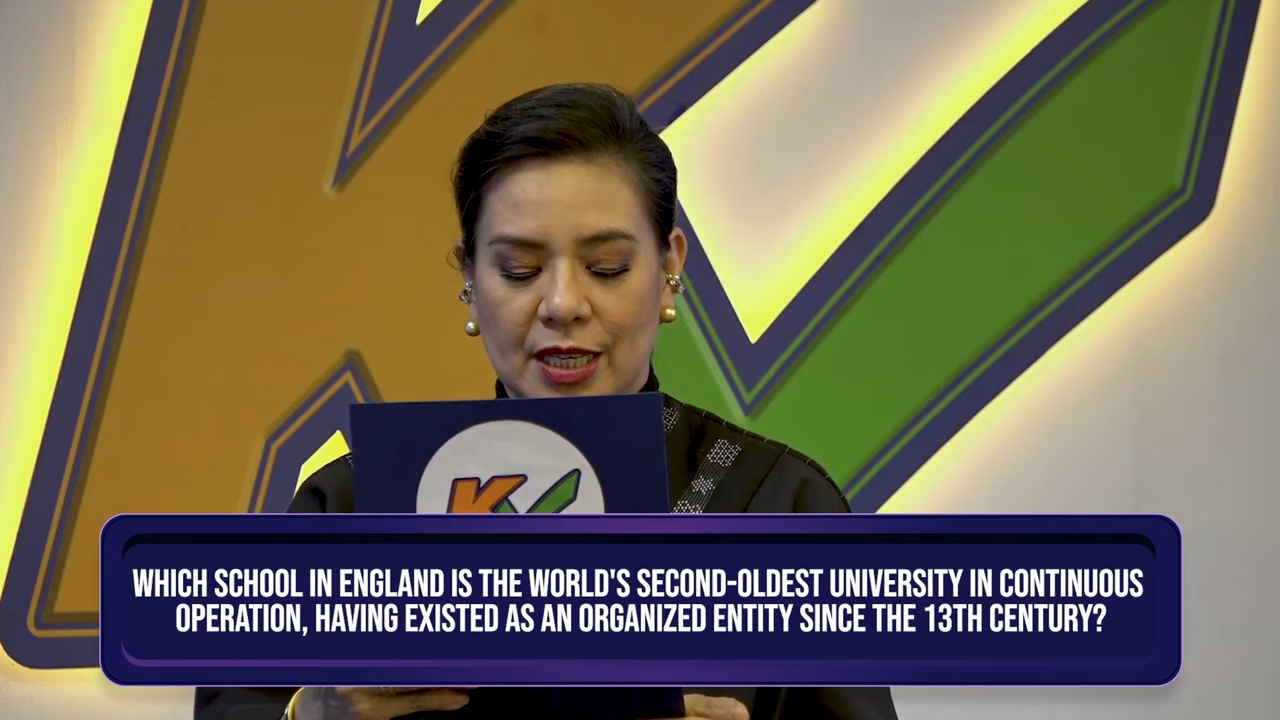 KY
WHICH SCHOOL IN ENGLAND IS THE WORLD'S SECOND-OLDEST UNIVERSITY IN CONTINUOUS
OPERATION, HAVING EXISTED AS AN ORGANIZED ENTITY SINCE THE 13TH CENTURY?